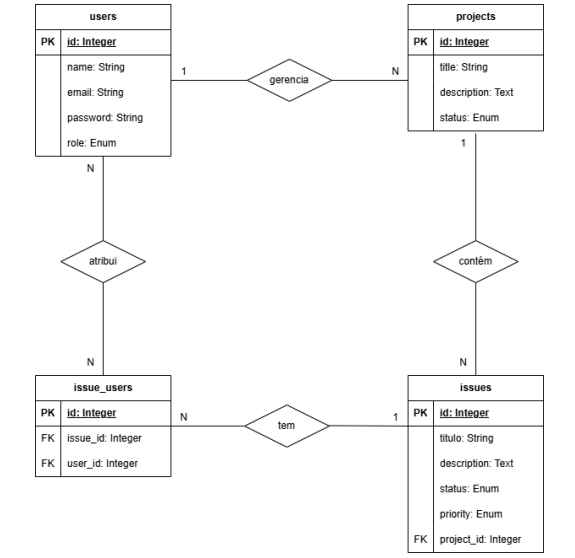 users
PK id: Integer
name: String
email: String
password: String
role: Enum
1
gerencia
N
projects
PK id: Integer
title: String
description: Text
status: Enum
N
atribui
N
1
contém
N
issue_users
PK id: Integer
FK issue_id: Integer
FK user_id: Integer
N
tem
1
issues
PK id: Integer
titulo: String
description: Text
status: Enum
priority: Enum
FK project_id: Integer